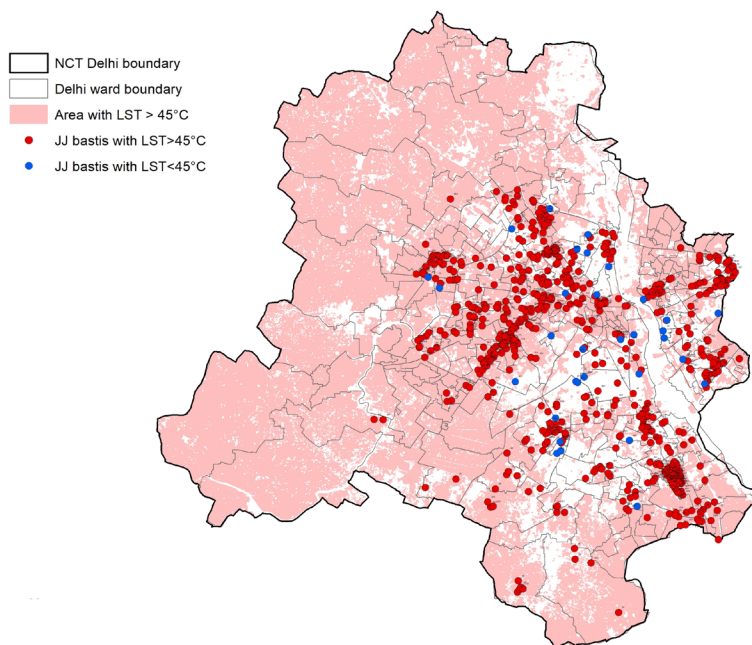 NCT Delhi boundary
Delhi ward boundary
Area with LST > 45°C
JJ bastis with LST>45°C
JJ bastis with LST<45°C